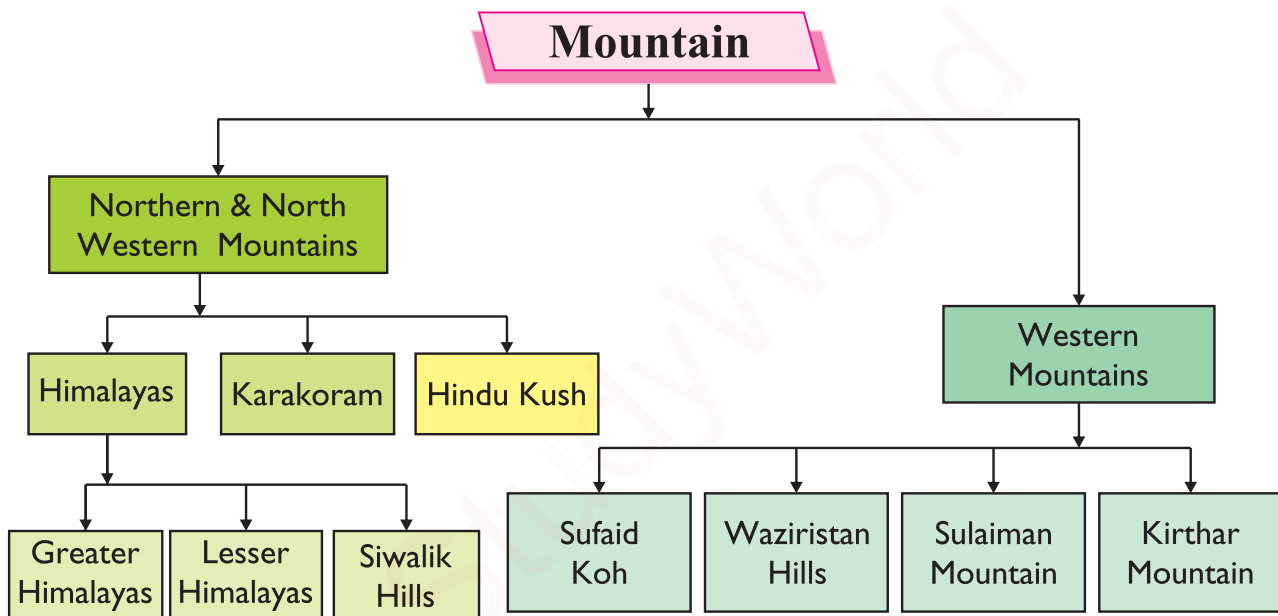 Mountain
Northern & North
Western Mountains
Western
Mountains
Himalayas
Karakoram
Hindu Kush
Greater
Himalayas
Lesser
Himalayas
Siwalik
Hills
Sufaid
Koh
Waziristan
Hills
Sulaiman
Mountain
Kirthar
Mountain
StudyWorld